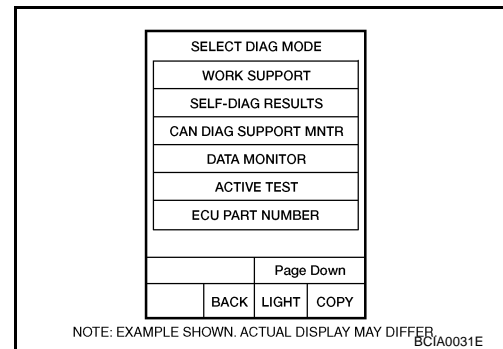 SELECT DIAG MODE
WORK SUPPORT
SELF-DIAG RESULTS
CAN DIAG SUPPORT MNTR
DATA MONITOR
ACTIVE TEST
ECU PART NUMBER
Page Down
BACK LIGHT COPY
NOTE: EXAMPLE SHOWN. ACTUAL DISPLAY MAY DIFFER.
BCIA0031E